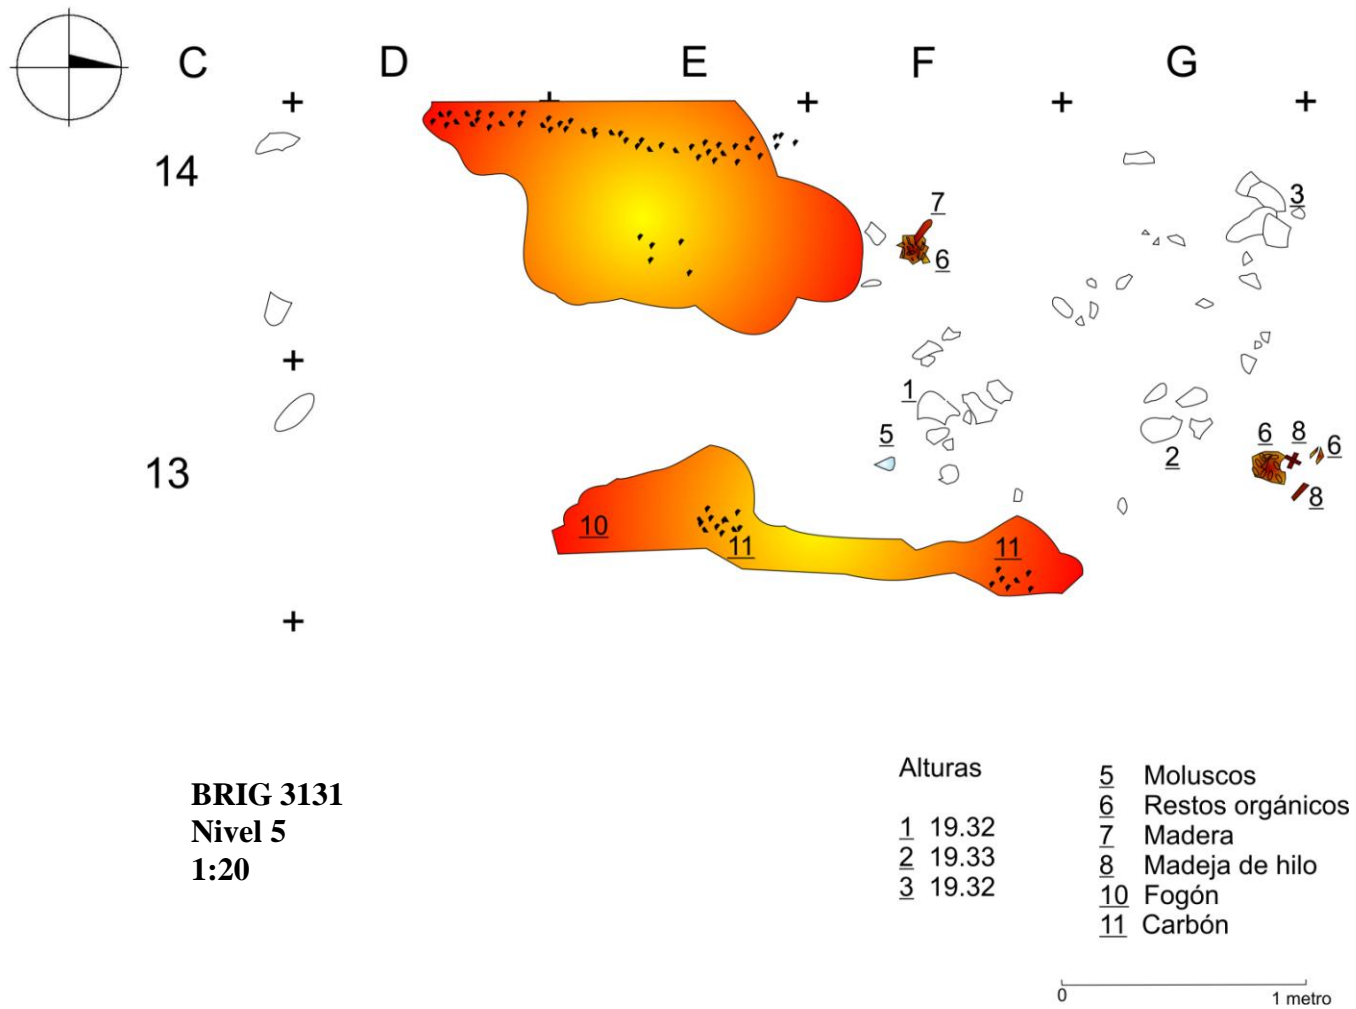 C D E F G
14
7
6
3
1
5
2
6 8 6
8
13
10
11
11
BRIG 3131
Nivel 5
1:20
Alturas
1 19.32
2 19.33
3 19.32
5 Moluscos
6 Restos orgánicos
7 Madera
8 Madeja de hilo
10 Fogón
11 Carbón
0 1 metro